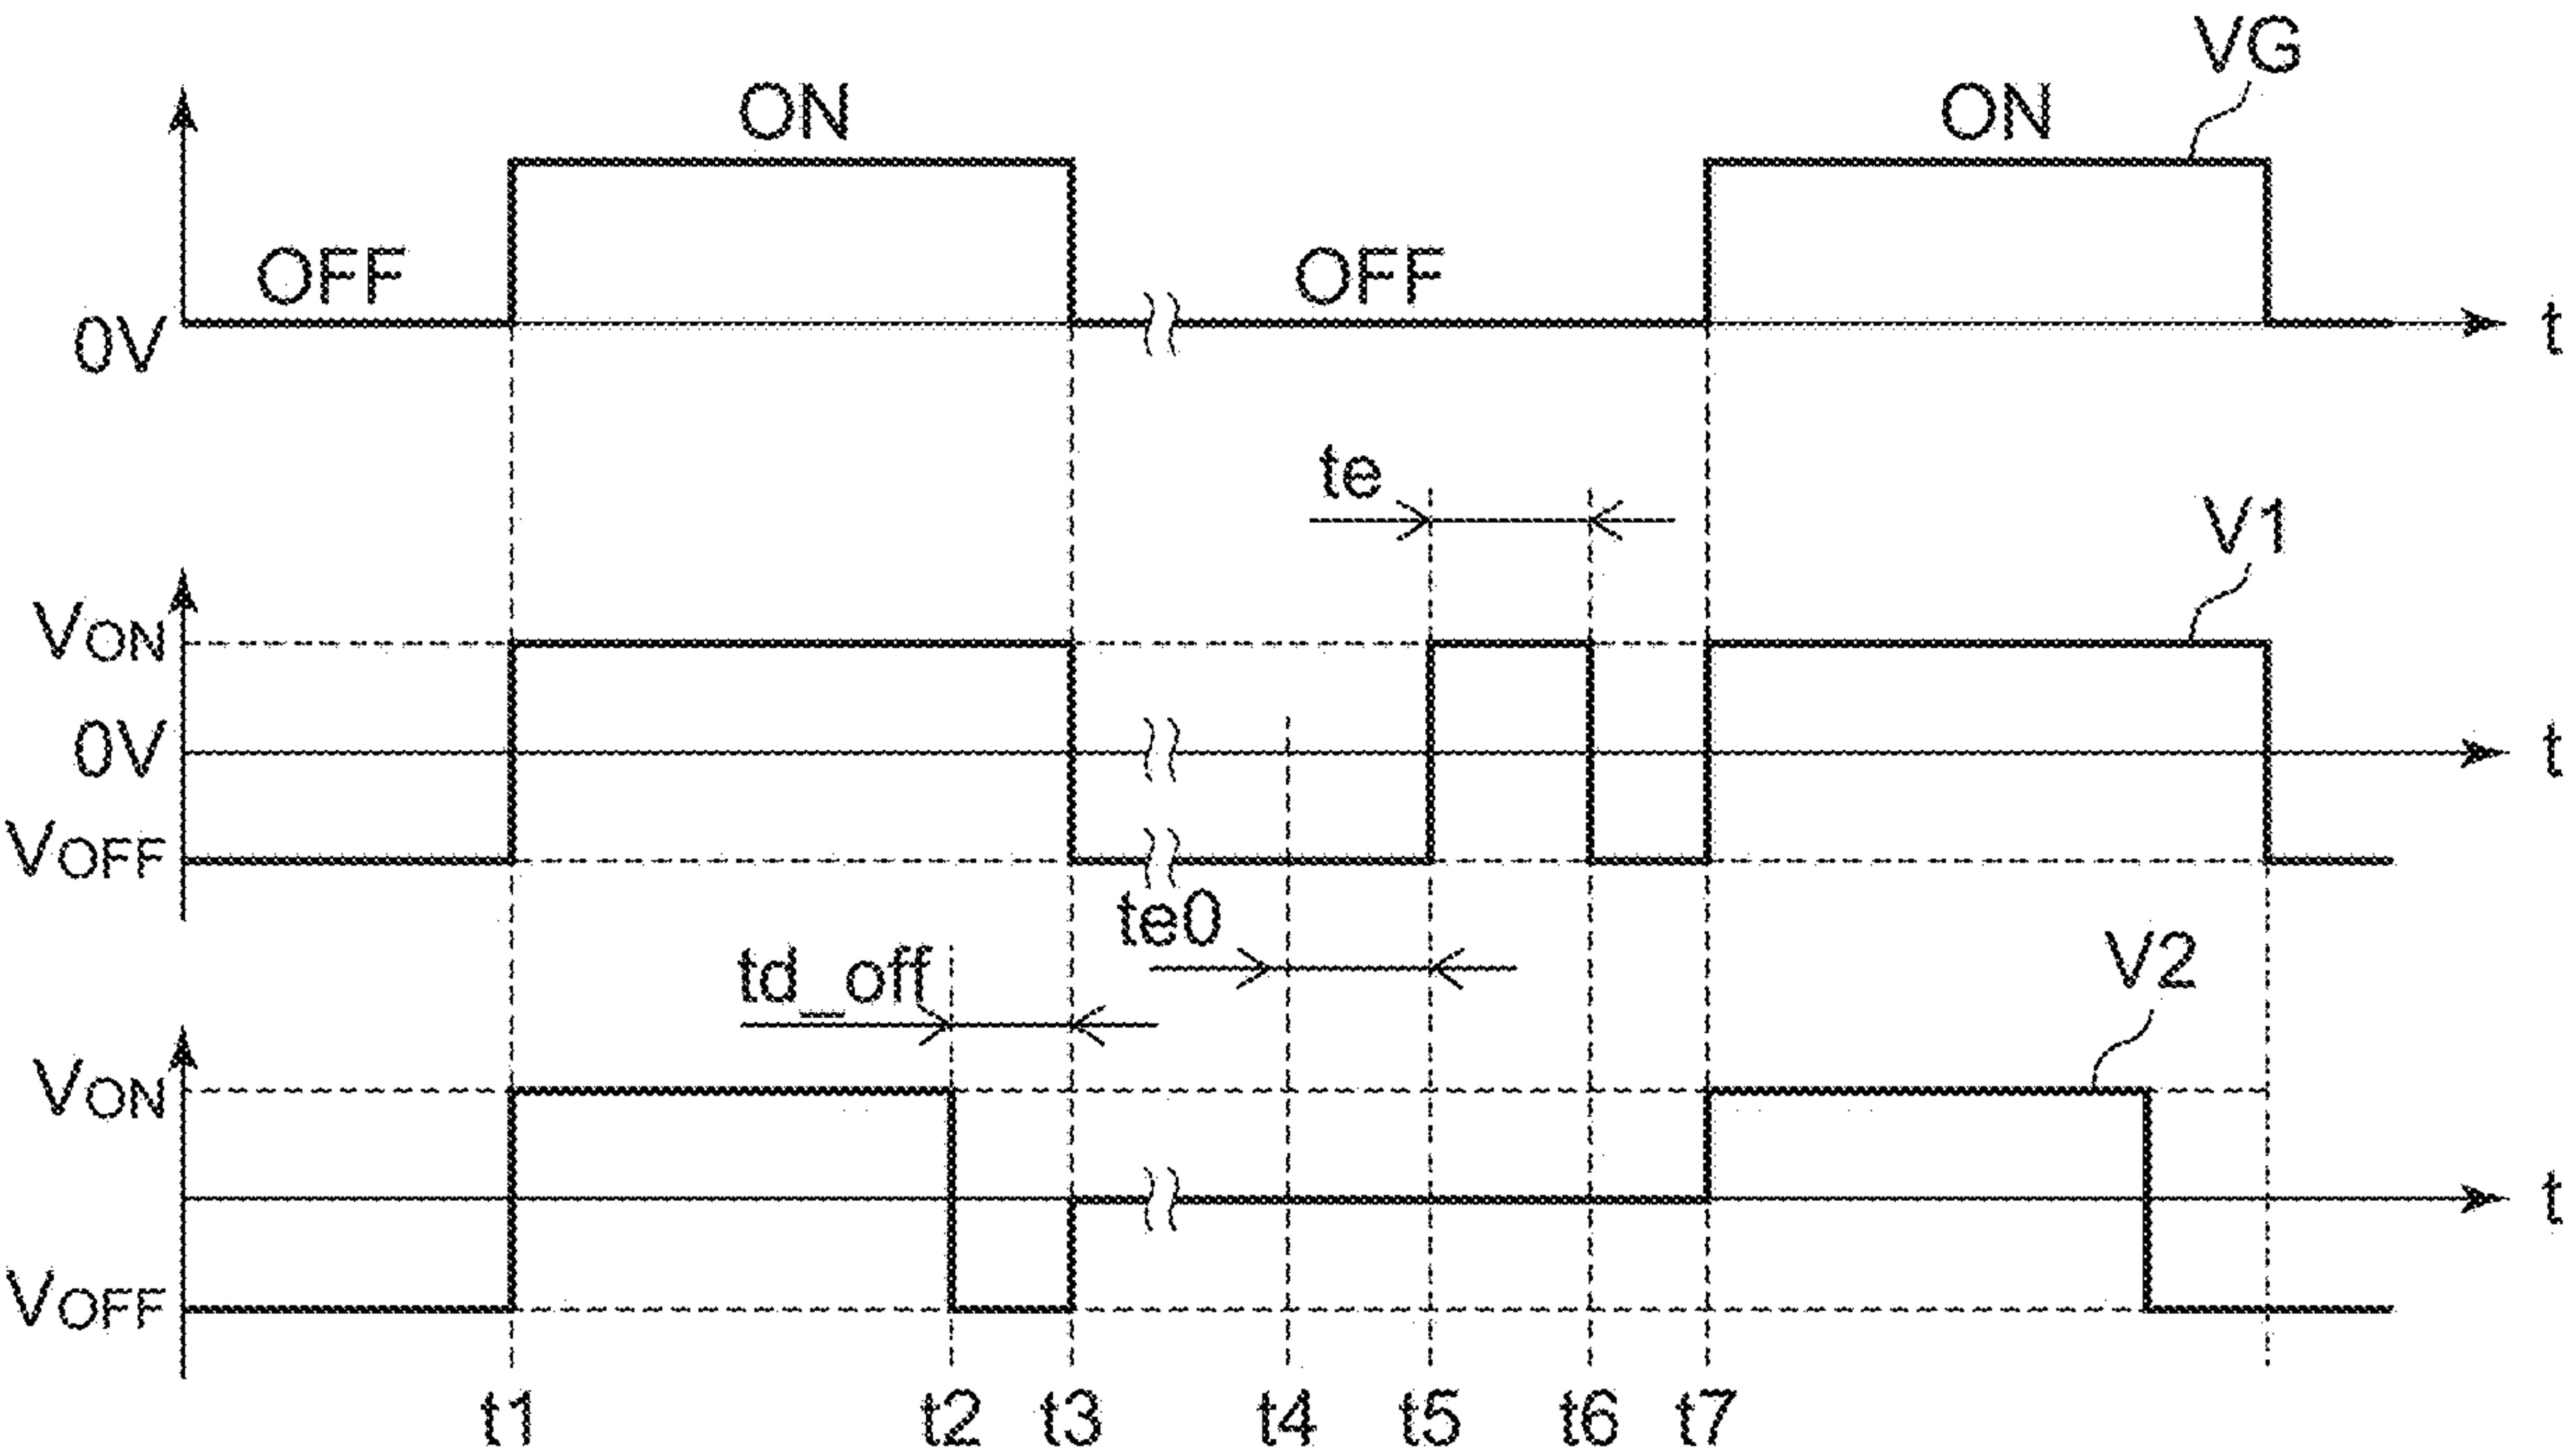 VG
ON
ON
OFF
OFF
0V
t
te
V1
VON
0V
t
VOFF
te0
td_off
V2
VON
t
VOFF
t1 t2 t3 t4 t5 t6 t7